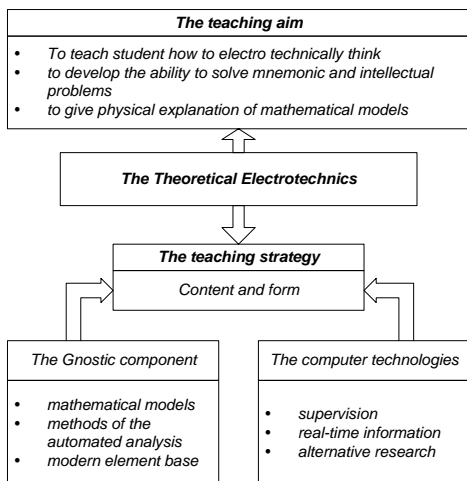 The teaching aim
• To teach student how to electro technically think
• to develop the ability to solve mnemonic and intellectual
problems
• to give physical explanation of mathematical models
The Theoretical Electrotechnics
The teaching strategy
Content and form
The Gnostic component
• mathematical models
• methods of the
automated analysis
• modern element base
The computer technologies
• supervision
• real-time information
• alternative research